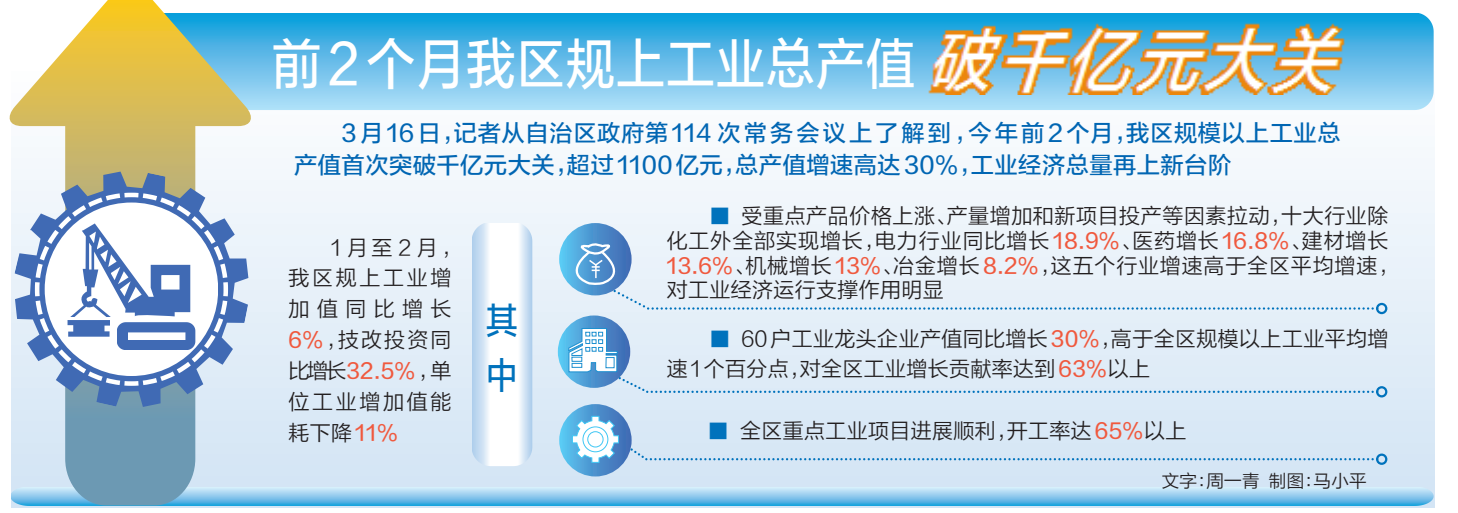 前2个月我区规上工业总产值 破千亿元大关
3月16日,记者从自治区政府第114次常务会议上了解到,今年前2个月,我区规模以上工业总
产值首次突破千亿元大关,超过1100亿元,总产值增速高达30%,工业经济总量再上新台阶
1月至2月,
我区规上工业增
加值同比增长
6%,技改投资同
比增长32.5%,单
位工业增加值能
耗下降11%
其
中
■ 受重点产品价格上涨、产量增加和新项目投产等因素拉动,十大行业除
化工外全部实现增长,电力行业同比增长18.9%、医药增长16.8%、建材增长
13.6%、机械增长13%、冶金增长8.2%,这五个行业增速高于全区平均增速,
对工业经济运行支撑作用明显
■ 60户工业龙头企业产值同比增长30%,高于全区规模以上工业平均增
速1个百分点,对全区工业增长贡献率达到63%以上
■ 全区重点工业项目进展顺利,开工率达65%以上
文字:周一青 制图:马小平